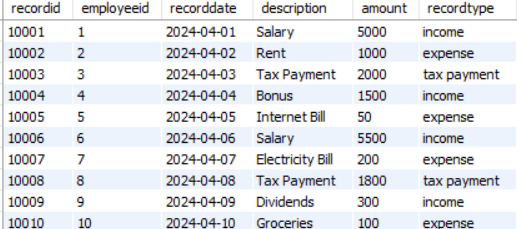 recordid employeeid recorddate description amount recordtype
10001 1 2024-04-01 Salary 5000 income
10002 2 2024-04-02 Rent 1000 expense
10003 3 2024-04-03 Tax Payment 2000 tax payment
10004 4 2024-04-04 Bonus 1500 income
10005 5 2024-04-05 Internet Bill 50 expense
10006 6 2024-04-06 Salary 5500 income
10007 7 2024-04-07 Electricity Bill 200 expense
10008 8 2024-04-08 Tax Payment 1800 tax payment
10009 9 2024-04-09 Dividends 300 income
10010 10 2024-04-10 Groceries 100 expense